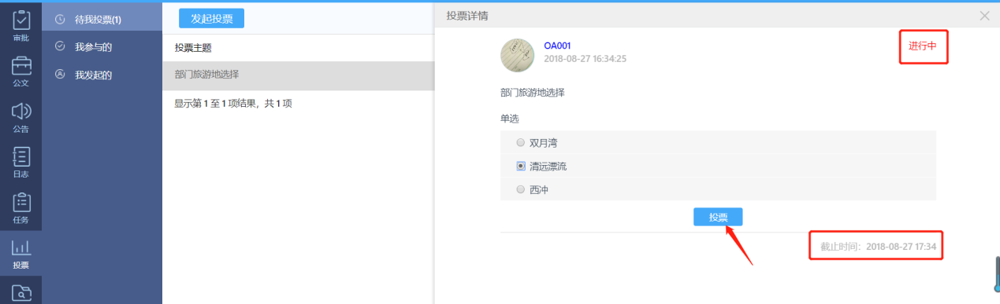 审批
公文
公告
日志
任务
投票
待我投票(1)
我参与的
我发起的
发起投票
投票主题
部门旅游地选择
显示第 1 至 1 项结果，共 1 项
投票详情
OA001
2018-08-27 16:34:25
进行中
部门旅游地选择
单选
双月湾
清远漂流
西冲
投票
截止时间：2018-08-27 17:34